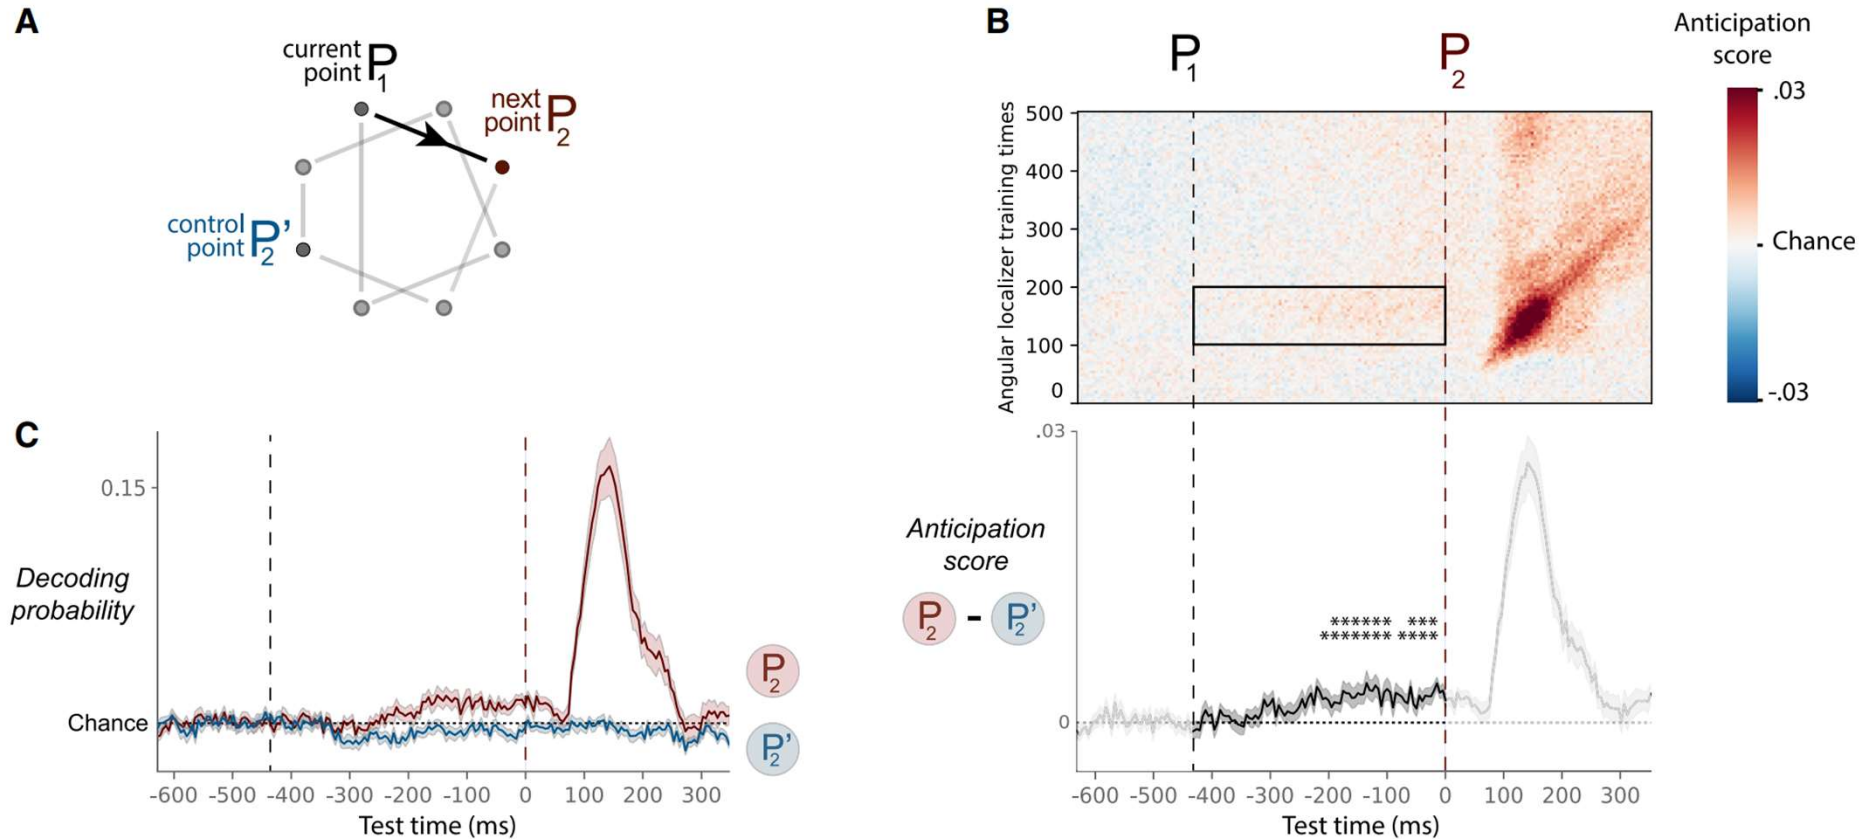 A
current
point P1
next
point P2
control
point P2'
B
P1
P2
Anticipation
score
.03
Chance
-.03
Angular localizer training times
500
400
300
200
100
0
C
0.15
Decoding
probability
Chance
P2
P2'
-600 -500 -400 -300 -200 -100 0 100 200 300
Test time (ms)
.03
Anticipation
score
P2 - P2'
****** ***
******* ****
0
-600 -500 -400 -300 -200 -100 0 100 200 300
Test time (ms)